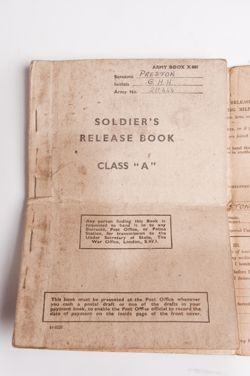 ARMY BOOK X 801
Surname PRESTON
Initials G. H. H.
Army No.
SOLDIER'S
RELEASE BOOK
CLASS "A"
Any person finding this Book is
requested to hand it in to any
Barracks, Post Office, or Police
Station, for transmission to the
Under Secretary of State, The
War Office, London, S.W.1.
This book must be presented at the Post Office whenever
you cash a postal draft or one of the drafts in your
payment book, to enable the Post Office official to record the
date of payment on the inside page of the front cover.